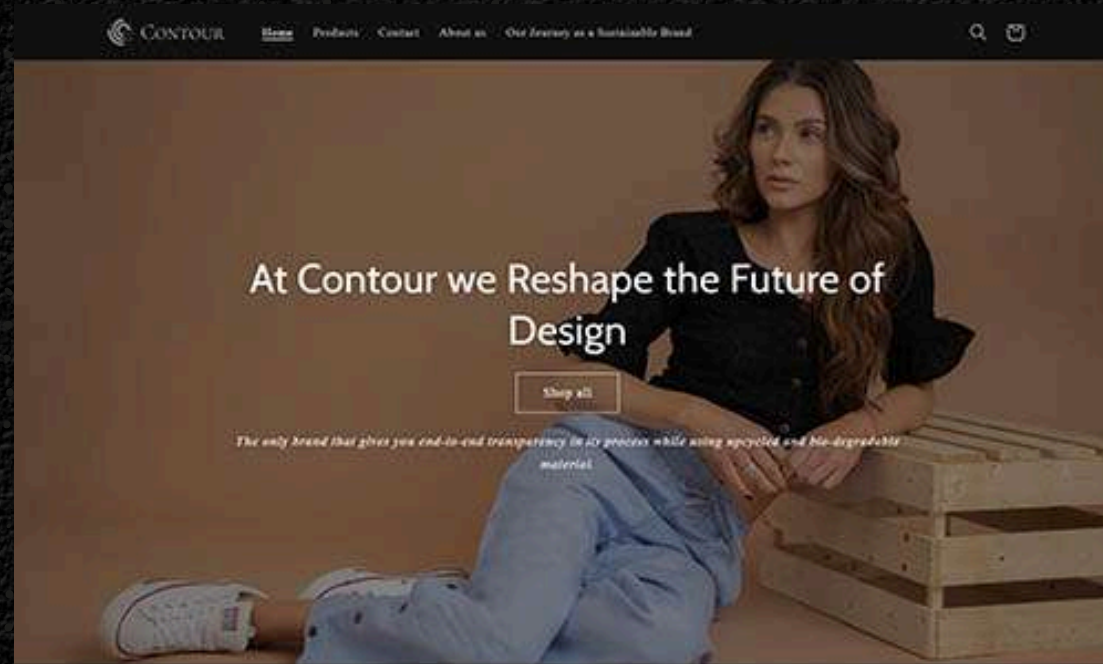 CONTOUR
Home Products Contact About us Our Journey as a Sustainable Brand
At Contour we Reshape the Future of
Design
Shop all
The only brand that gives you end-to-end transparency in its process while using upcycled and bio-degradable
material.